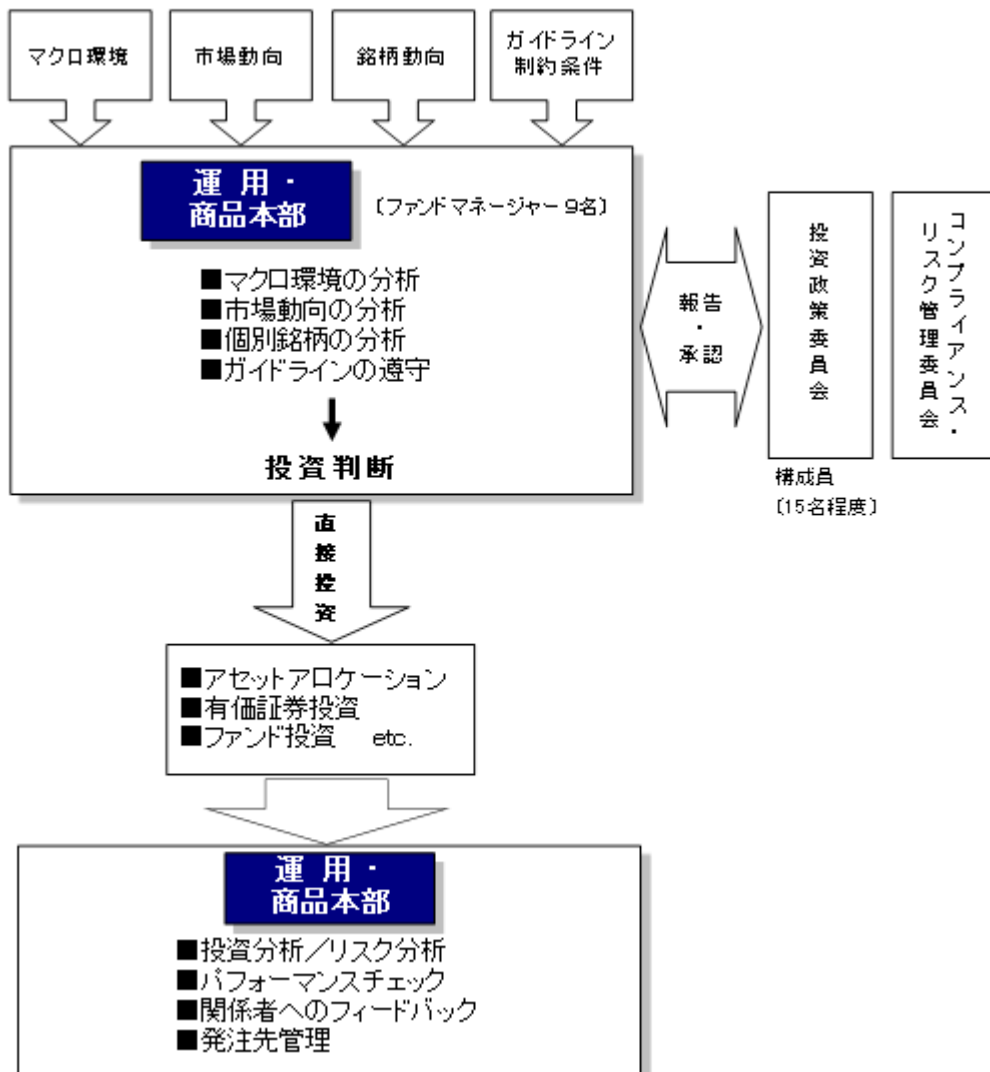 マクロ環境
市場動向
銘柄動向
ガイドライン
制約条件
運用・
商品本部
〔ファンドマネージャー9名〕
■マクロ環境の分析
■市場動向の分析
■個別銘柄の分析
■ガイドラインの遵守
投資判断
報告
・
承認
投資政策委員会
コンプライアンス・
リスク管理委員会
構成員
〔15名程度〕
直接投資
■アセットアロケーション
■有価証券投資
■ファンド投資 etc.
運用・
商品本部
■投資分析／リスク分析
■パフォーマンスチェック
■関係者へのフィードバック
■発注先管理